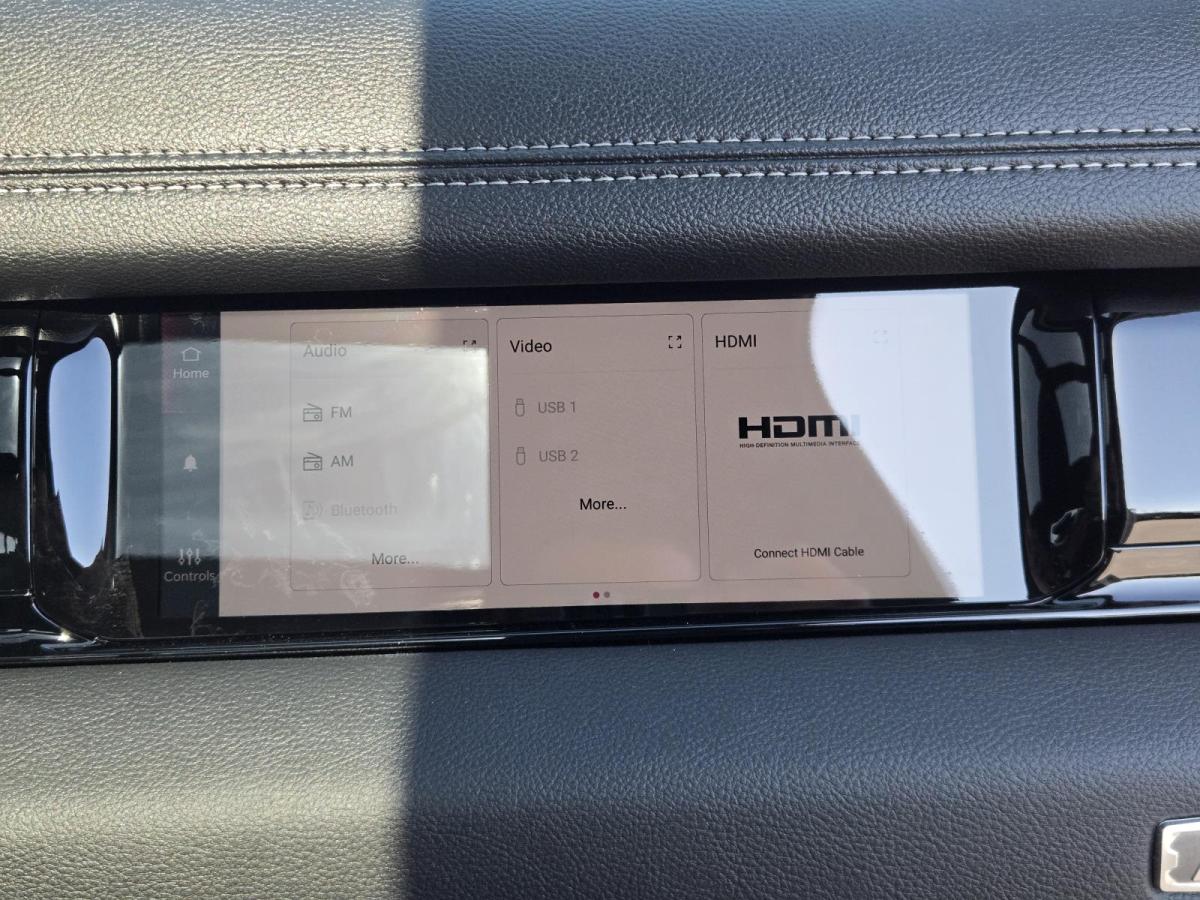 Home
Controls
Audio
FM
AM
Bluetooth
More...
Video
USB 1
USB 2
More...
HDMI
HDMI
HIGH-DEFINITION MULTIMEDIA INTERFACE
Connect HDMI Cable